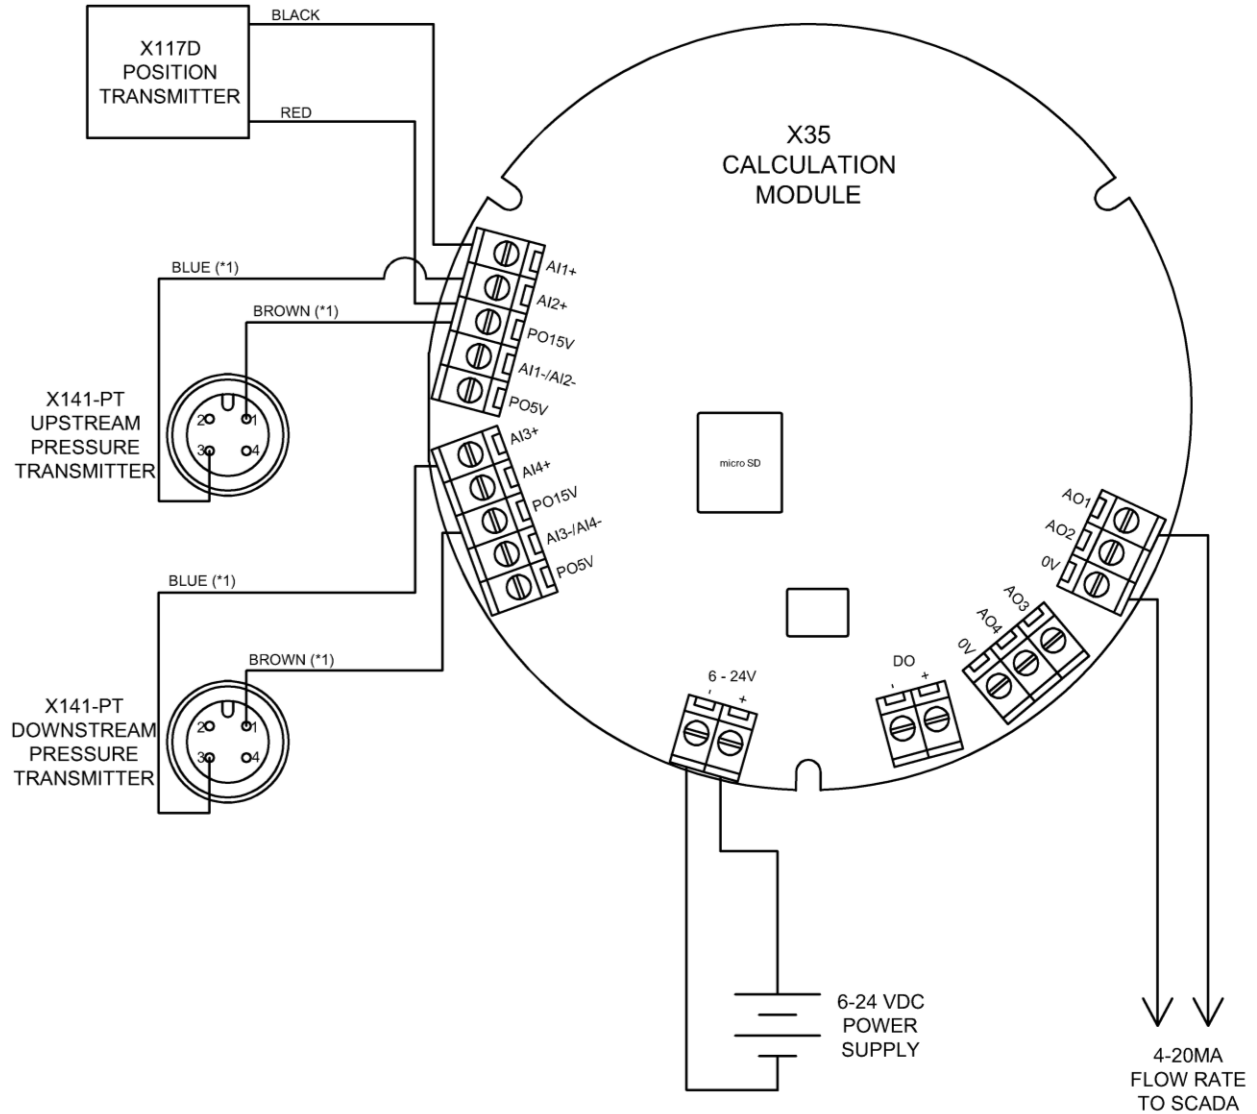 BLACK
X117D
POSITION
TRANSMITTER
RED
X35
CALCULATION
MODULE
BLUE (*1)
BROWN (*1)
AI1+
AI2+
PO15V
AI1-/AI2-
PO5V
X141-PT
UPSTREAM
PRESSURE
TRANSMITTER
2
1
3
4
AI3+
AI4+
PO15V
AI3-/AI4-
PO5V
micro SD
AO1
AO2
0V
BLUE (*1)
BROWN (*1)
AO3
AO4
0V
DO
- +
6 - 24V
- +
X141-PT
DOWNSTREAM
PRESSURE
TRANSMITTER
2
1
3
4
6-24 VDC
POWER
SUPPLY
4-20MA
FLOW RATE
TO SCADA